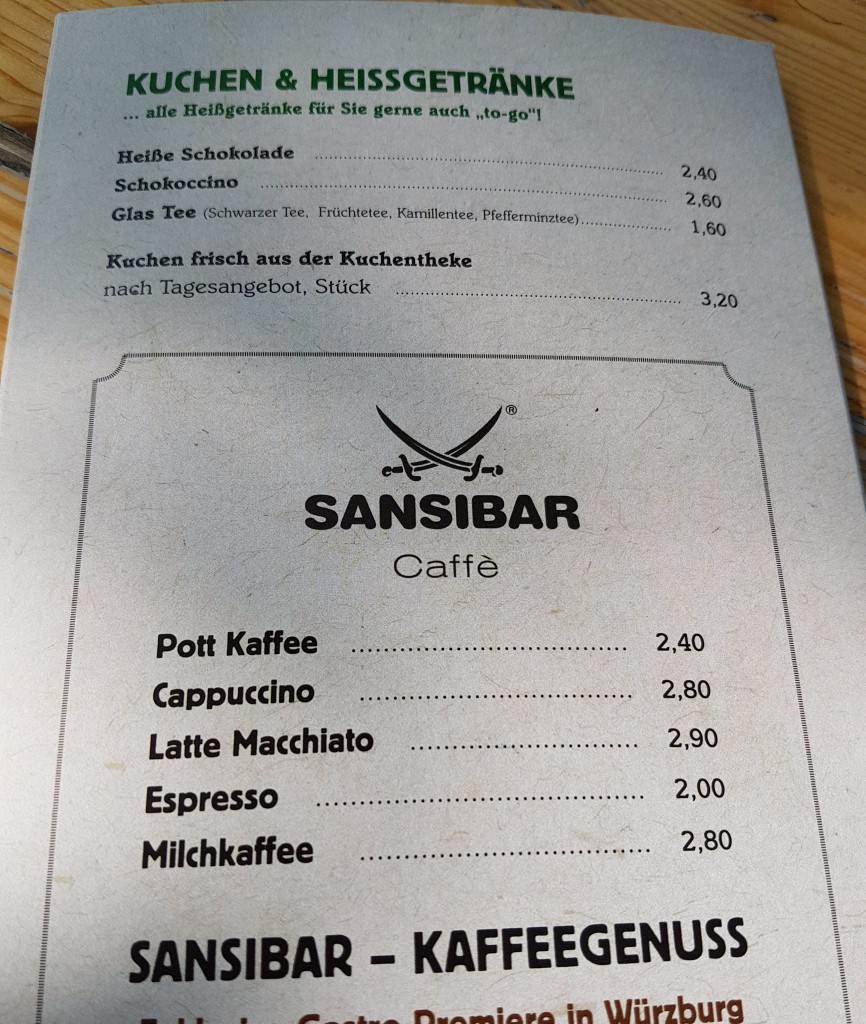 KUCHEN & HEISSGETRÄNKE
... alle Heißgetränke für Sie gerne auch „to-go"!
Heiße Schokolade ........ 2,40
Schokoccino ........ 2,60
Glas Tee (Schwarzer Tee, Früchtetee, Kamillentee, Pfefferminztee) ........ 1,60
Kuchen frisch aus der Kuchentheke
nach Tagesangebot, Stück ........ 3,20
®
SANSIBAR
Caffè
Pott Kaffee ........ 2,40
Cappuccino ........ 2,80
Latte Macchiato ........ 2,90
Espresso ........ 2,00
Milchkaffee ........ 2,80
SANSIBAR – KAFFEEGENUSS
Premiere in Würzburg